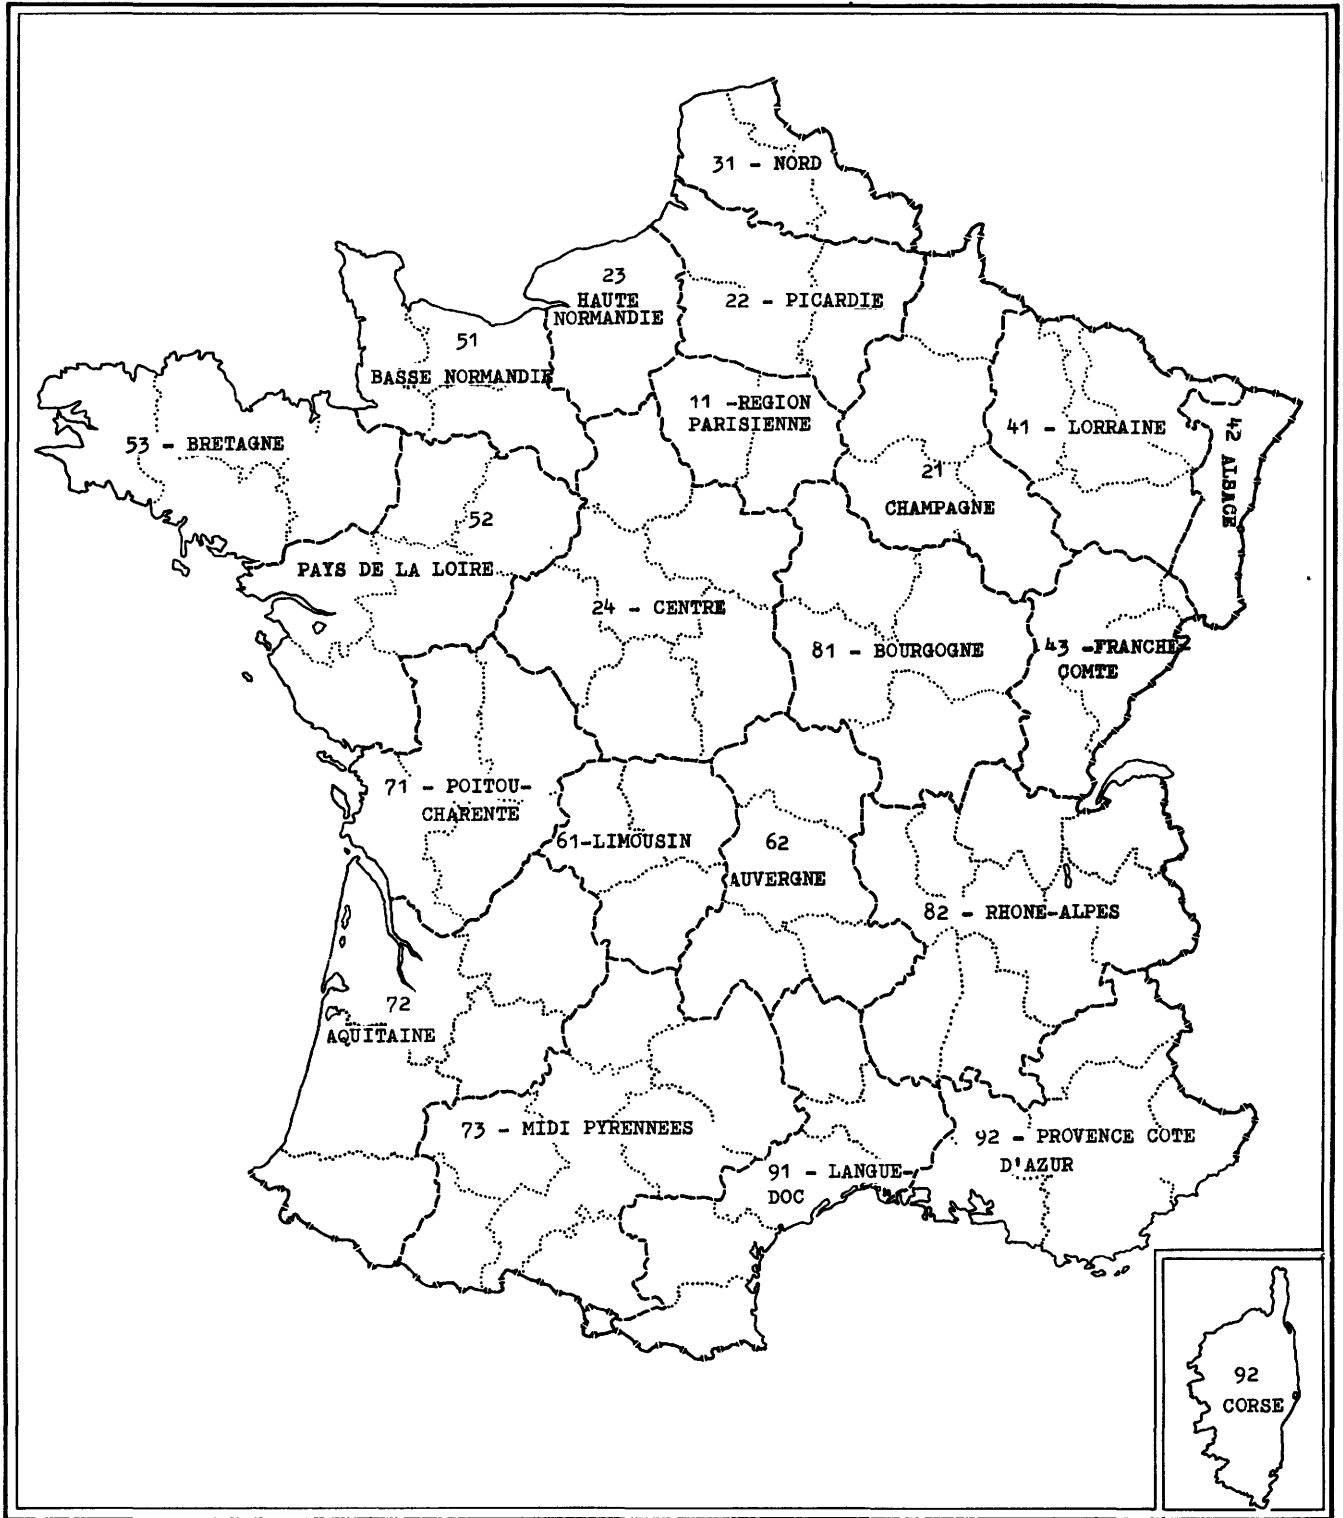 31 - NORD
23
HAUTE
NORMANDIE
22 - PICARDIE
51
BASSE NORMANDIE
11 -REGION
PARISIENNE
41 - LORRAINE
42 ALSACE
53 - BRETAGNE
21
CHAMPAGNE
52
PAYS DE LA LOIRE
24 - CENTRE
81 - BOURGOGNE
43 -FRANCHE
COMTE
71 - POITOU-
CHARENTE
61-LIMOUSIN
62
AUVERGNE
82 - RHONE-ALPES
72
AQUITAINE
73 - MIDI PYRENNEES
92 - PROVENCE COTE
D'AZUR
91 - LANGUE-
DOC
92
CORSE